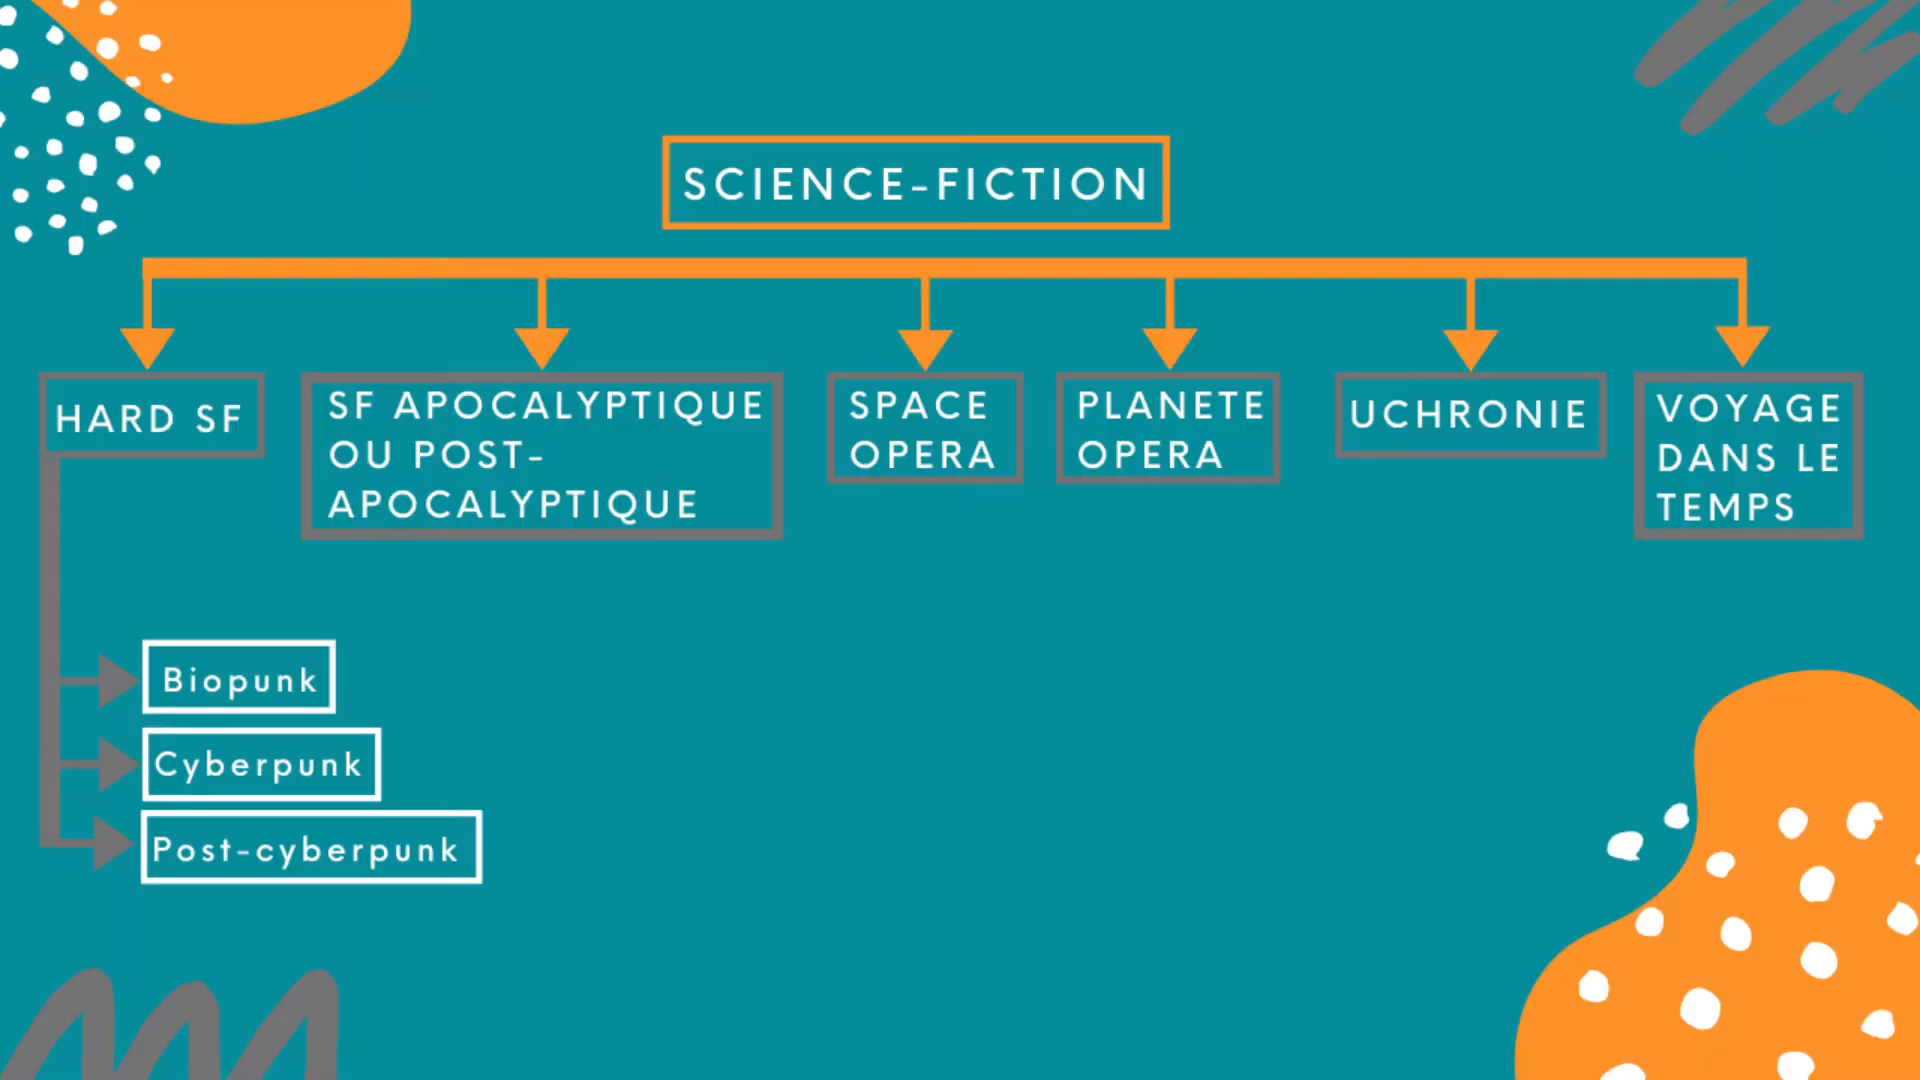 SCIENCE-FICTION
HARD SF
SF APOCALYPTIQUE
OU POST-
APOCALYPTIQUE
SPACE
OPERA
PLANETE
OPERA
UCHRONIE
VOYAGE
DANS LE
TEMPS
Biopunk
Cyberpunk
Post-cyberpunk